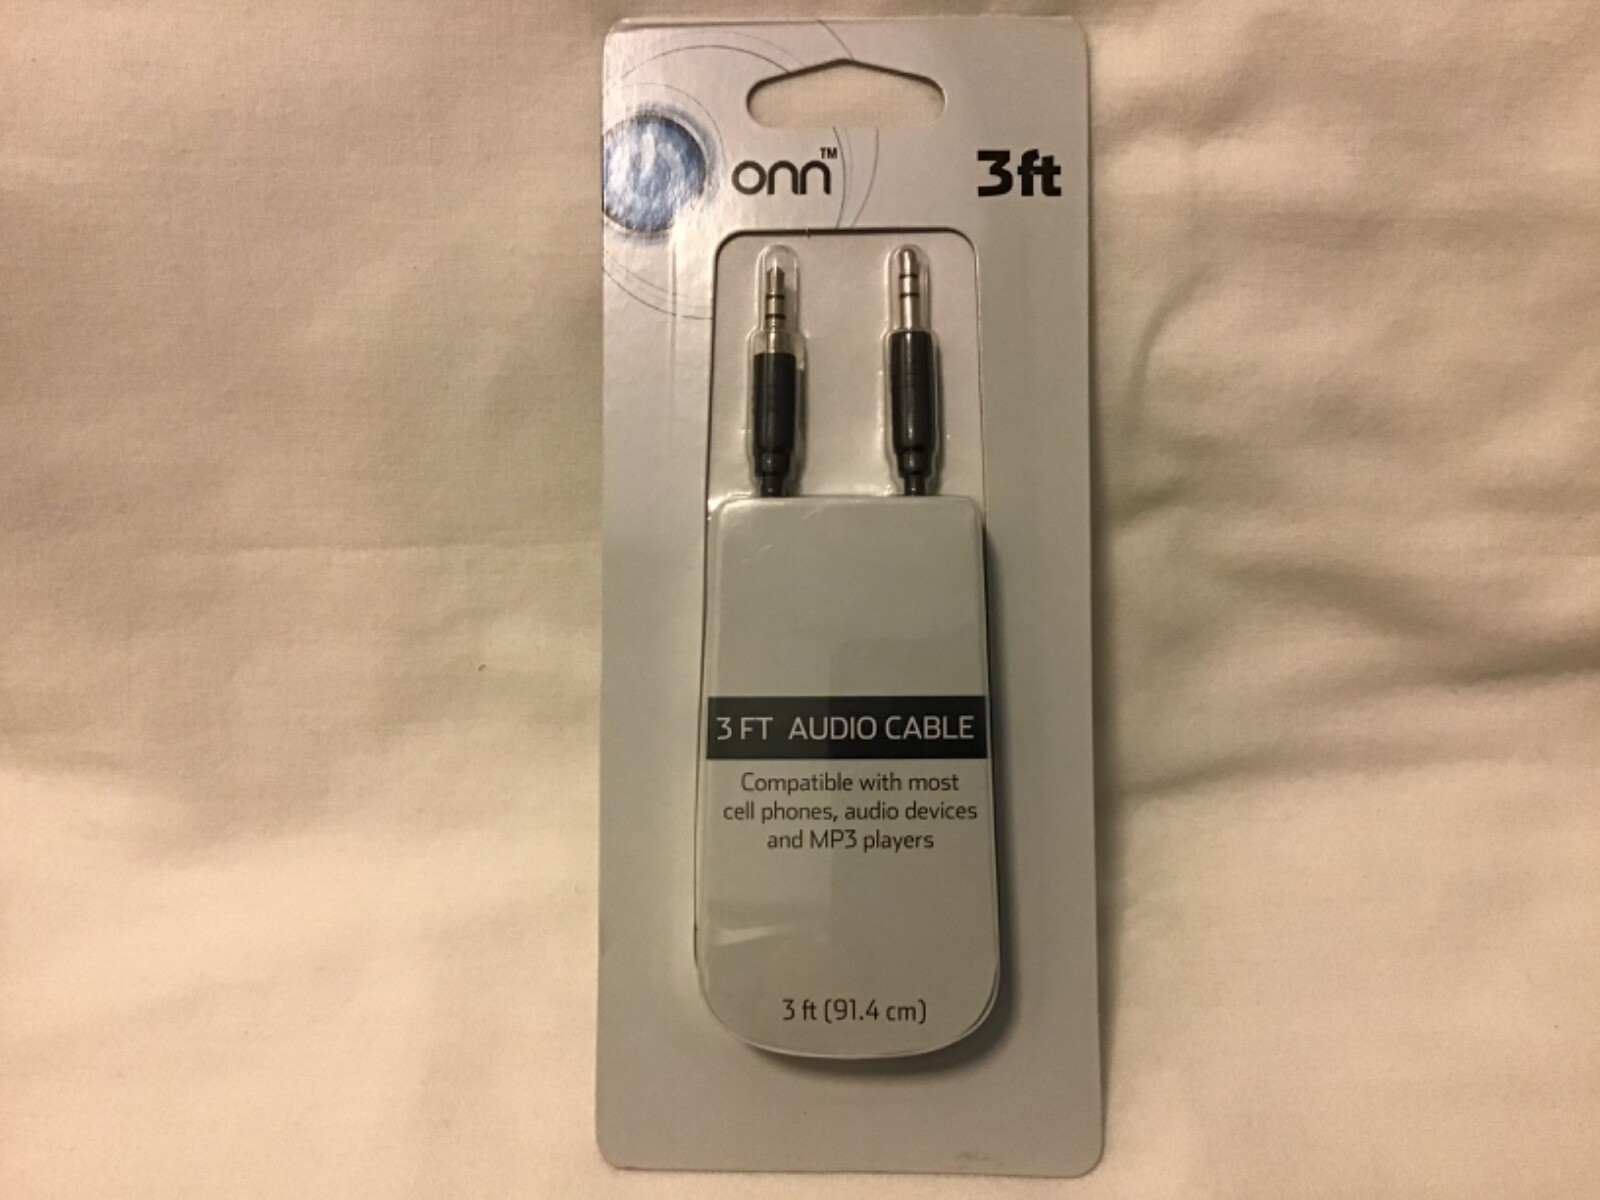 onn™
3ft
3 FT AUDIO CABLE
Compatible with most
cell phones, audio devices
and MP3 players
3 ft (91.4 cm)